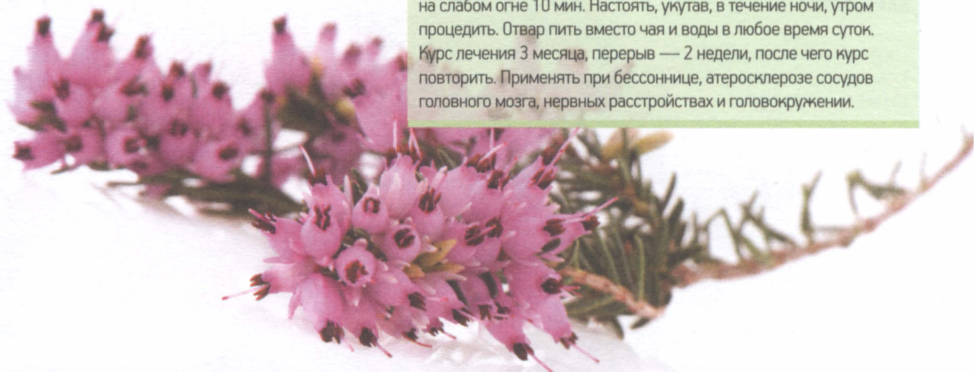 на слабом огне 10 мин. Настоять, укутав, в течение ночи, утром
процедить. Отвар пить вместо чая и воды в любое время суток.
Курс лечения 3 месяца, перерыв — 2 недели, после чего курс
повторить. Применять при бессоннице, атеросклерозе сосудов
головного мозга, нервных расстройствах и головокружении.